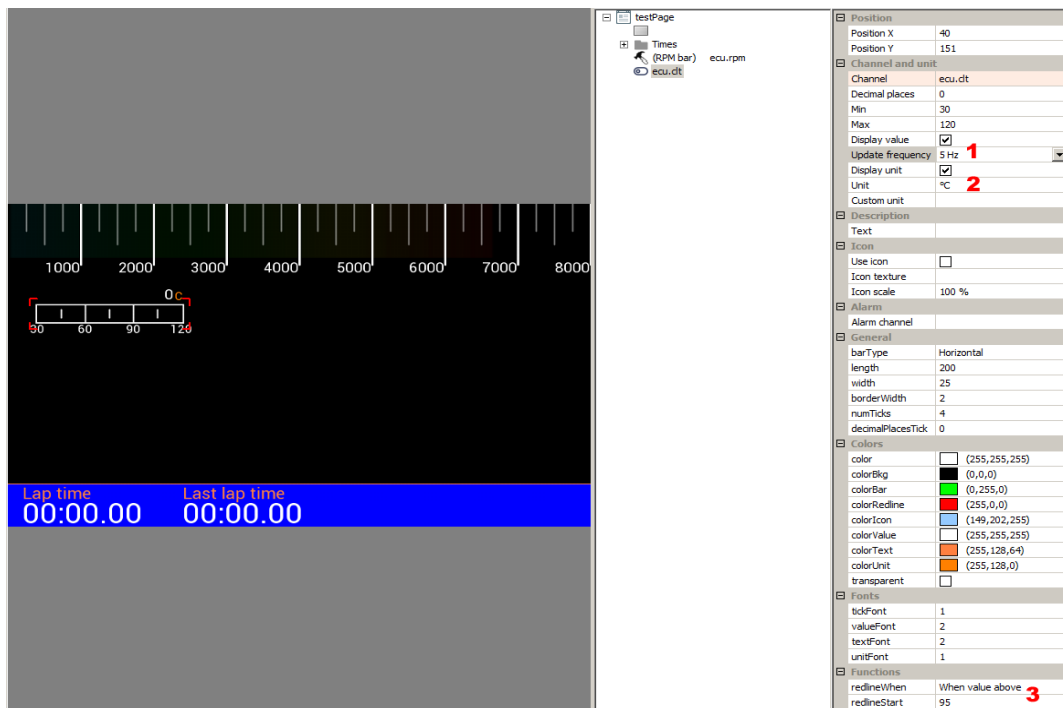 1000 2000 3000 4000 5000 6000 7000 8000
0c
30 60 90 120
Lap time Last lap time
00:00.00 00:00.00
testPage
Times
(RPM bar) ecu.rpm
ecu.clt
Position
Position X 40
Position Y 151
Channel and unit
Channel ecu.clt
Decimal places 0
Min 30
Max 120
Display value
Update frequency 5 Hz 1
Display unit
Unit °C 2
Custom unit
Description
Text
Icon
Use icon
Icon texture
Icon scale 100 %
Alarm
Alarm channel
General
barType Horizontal
length 200
width 25
borderWidth 2
numTicks 4
decimalPlacesTick 0
Colors
color (255,255,255)
colorBkg (0,0,0)
colorBar (0,255,0)
colorRedline (255,0,0)
colorIcon (149,202,255)
colorValue (255,255,255)
colorText (255,128,64)
colorUnit (255,128,0)
transparent
Fonts
tickFont 1
valueFont 2
textFont 2
unitFont 1
Functions
redlineWhen When value above 3
redlineStart 95